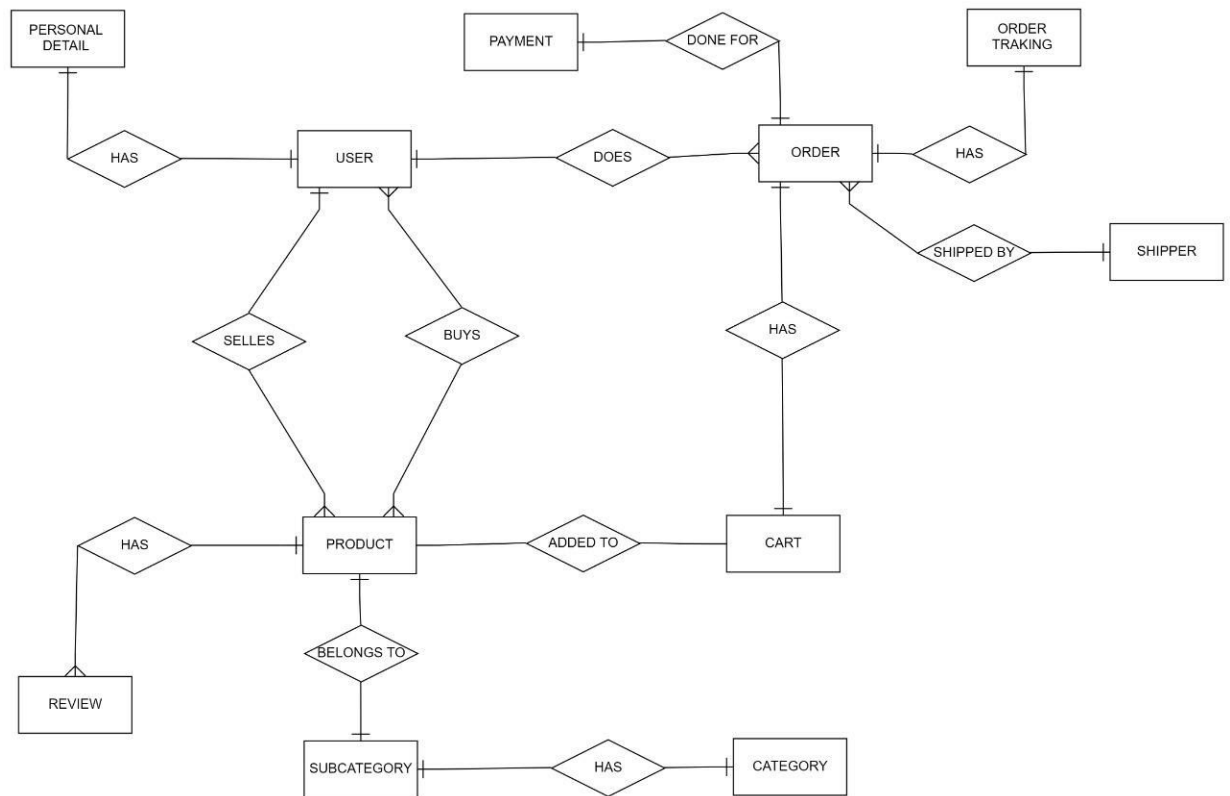 PERSONAL
DETAIL
PAYMENT
DONE FOR
ORDER
TRAKING
HAS
USER
DOES
ORDER
HAS
SHIPPED BY
SHIPPER
SELLES
BUYS
HAS
HAS
PRODUCT
ADDED TO
CART
BELONGS TO
REVIEW
SUBCATEGORY
HAS
CATEGORY